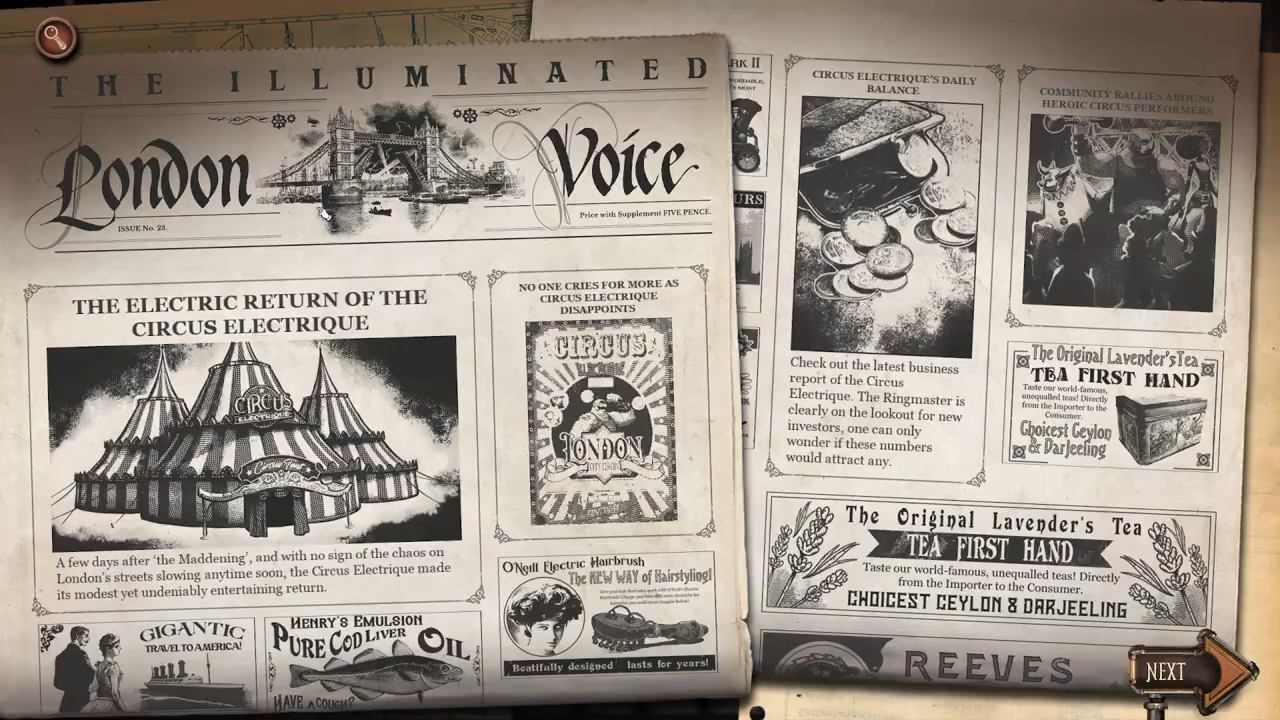 THE ILLUMINATED
London Voice
ISSUE No. 23.
Price with Supplement FIVE PENCE.
THE ELECTRIC RETURN OF THE
CIRCUS ELECTRIQUE
CIRCUS
A few days after 'the Maddening', and with no sign of the chaos on
London's streets slowing anytime soon, the Circus Electrique made
its modest yet undeniably entertaining return.
NO ONE CRIES FOR MORE AS
CIRCUS ELECTRIQUE
DISAPPOINTS
CIRCUS
LONDON
GIGANTIC
TRAVEL TO AMERICA!
HENRY'S EMULSION
PURE COD LIVER OIL
HAVE A COUGH?
O'Neill Electric Hairbrush
The NEW WAY of Hairstyling!
Beatifully designed lasts for years!
RK II
URS
CIRCUS ELECTRIQUE'S DAILY
BALANCE
Check out the latest business
report of the Circus
Electrique. The Ringmaster is
clearly on the lookout for new
investors, one can only
wonder if these numbers
would attract any.
COMMUNITY RALLIES AROUND
HEROIC CIRCUS PERFORMERS
The Original Lavender's Tea
TEA FIRST HAND
Taste our world-famous,
unequalled teas! Directly
from the Importer to the
Consumer.
Choicest Ceylon
& Darjeeling
The Original Lavender's Tea
TEA FIRST HAND
Taste our world-famous, unequalled teas! Directly
from the Importer to the Consumer.
CHOICEST CEYLON & DARJEELING
REEVES
NEXT